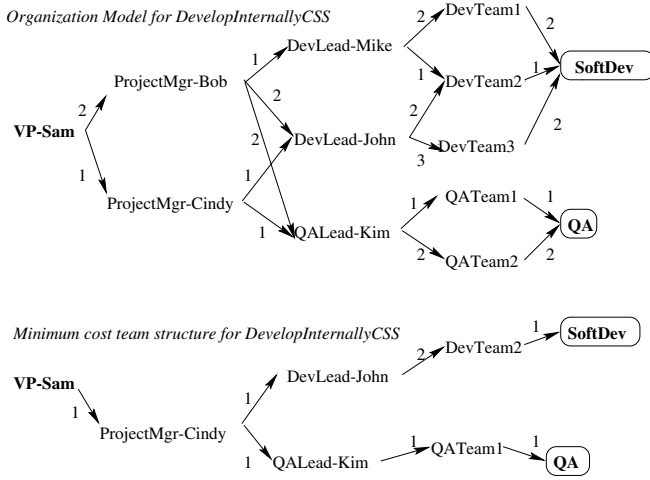 Organization Model for DevelopInternallyCSS
DevTeam1
2
2
DevLead-Mike
1
SoftDev
1
1
ProjectMgr-Bob
DevTeam2
2
2
2
VP-Sam
2
DevLead-John
DevTeam3
2
3
1
1
ProjectMgr-Cindy
QATeam1
1
1
1
QALead-Kim
QA
2
QATeam2
2
Minimum cost team structure for DevelopInternallyCSS
1
SoftDev
DevTeam2
2
VP-Sam
DevLead-John
1
1
ProjectMgr-Cindy
1
QATeam1
1
1
QALead-Kim
QA